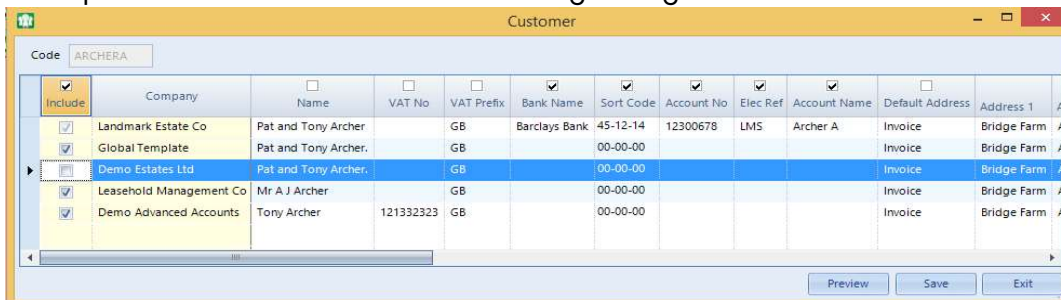 Customer
Code ARCHERA
Include Company Name VAT No VAT Prefix Bank Name Sort Code Account No Elec Ref Account Name Default Address Address 1
Landmark Estate Co Pat and Tony Archer GB Barclays Bank 45-12-14 12300678 LMS Archer A Invoice Bridge Farm
Global Template Pat and Tony Archer. GB 00-00-00 Invoice Bridge Farm
Demo Estates Ltd Pat and Tony Archer. GB 00-00-00 Invoice Bridge Farm
Leasehold Management Co Mr A J Archer GB 00-00-00 Invoice Bridge Farm
Demo Advanced Accounts Tony Archer 121332323 GB 00-00-00 Invoice Bridge Farm
Preview Save Exit